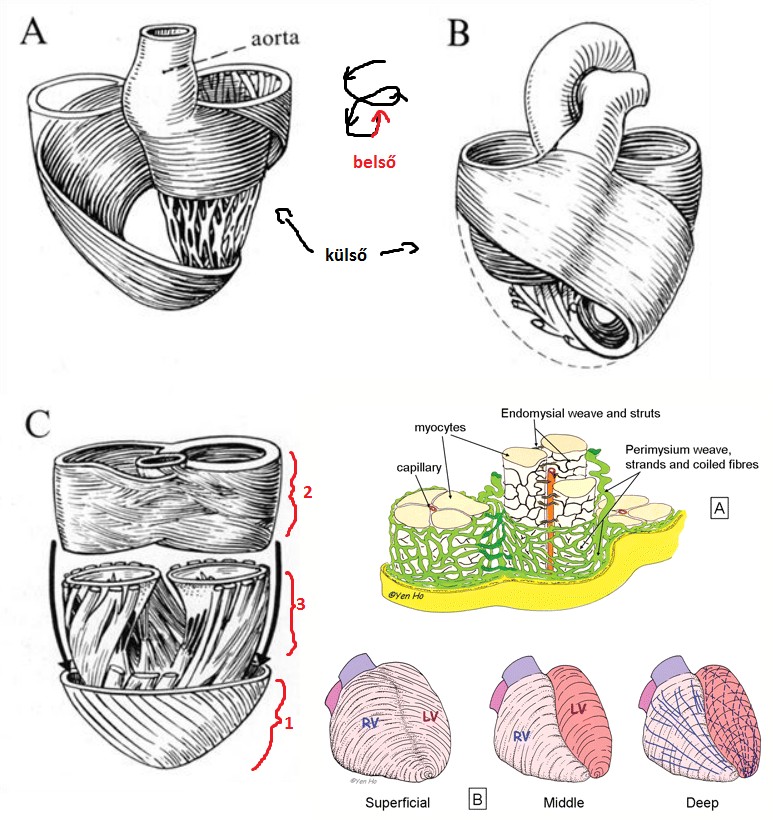 A
aorta
B
belső
külső
C
2
3
1
Endomysial weave and struts
myocytes
Perimysium weave,
strands and coiled fibres
capillary
A
©Yen Ho
RV
LV
RV
LV
©Yen Ho
Superficial
B
Middle
Deep